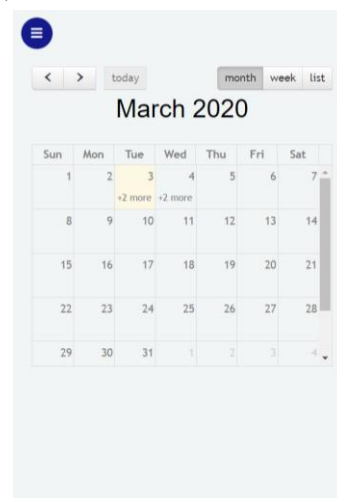 today month week list
March 2020
Sun Mon Tue Wed Thu Fri Sat
1 2 3 4 5 6 7
+2 more +2 more
8 9 10 11 12 13 14
15 16 17 18 19 20 21
22 23 24 25 26 27 28
29 30 31 1 2 3 4